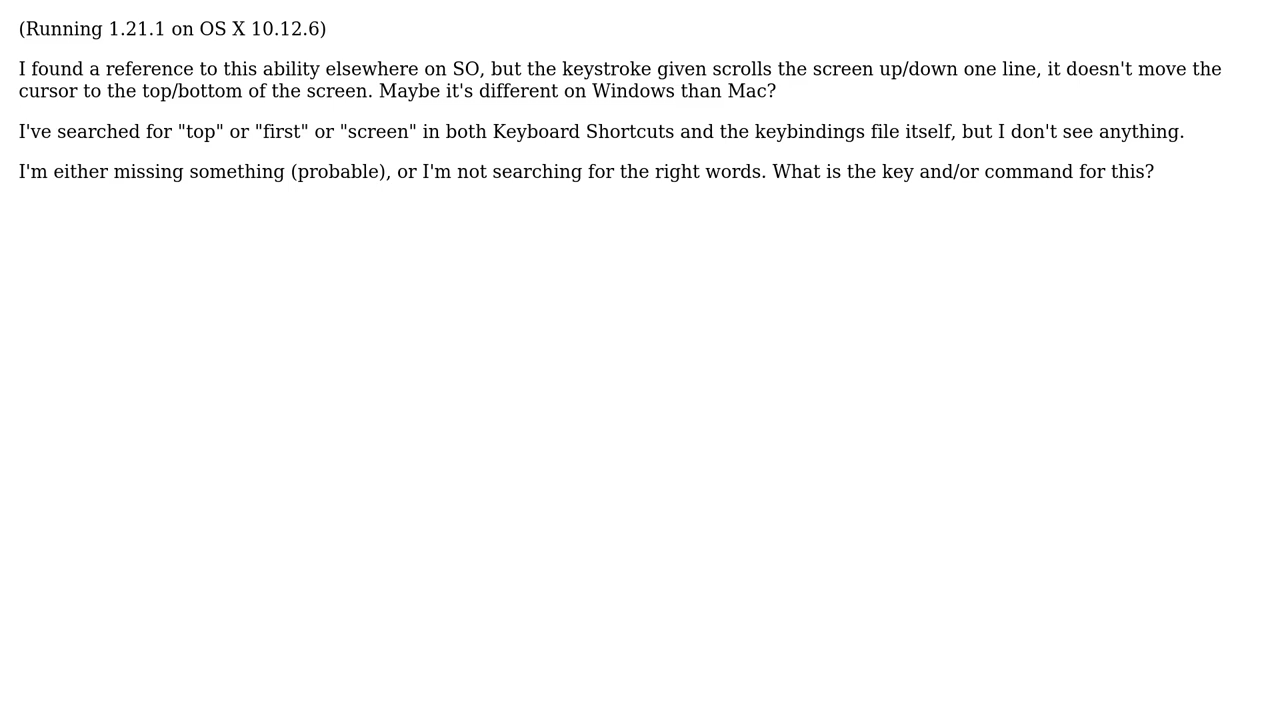 (Running 1.21.1 on OS X 10.12.6)
I found a reference to this ability elsewhere on SO, but the keystroke given scrolls the screen up/down one line, it doesn't move the
cursor to the top/bottom of the screen. Maybe it's different on Windows than Mac?
I've searched for "top" or "first" or "screen" in both Keyboard Shortcuts and the keybindings file itself, but I don't see anything.
I'm either missing something (probable), or I'm not searching for the right words. What is the key and/or command for this?